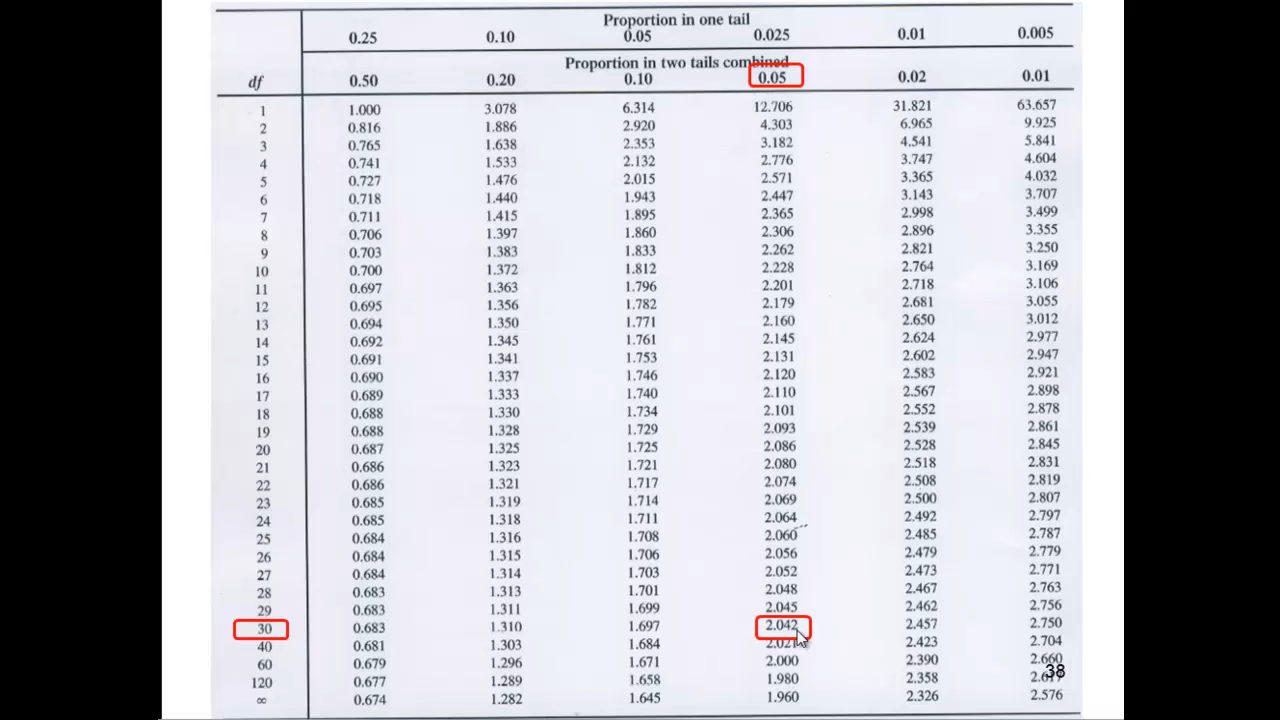 Proportion in one tail
0.25 0.10 0.05 0.025 0.01 0.005
Proportion in two tails combined
df 0.50 0.20 0.10 0.05 0.02 0.01
1 1.000 3.078 6.314 12.706 31.821 63.657
2 0.816 1.886 2.920 4.303 6.965 9.925
3 0.765 1.638 2.353 3.182 4.541 5.841
4 0.741 1.533 2.132 2.776 3.747 4.604
5 0.727 1.476 2.015 2.571 3.365 4.032
6 0.718 1.440 1.943 2.447 3.143 3.707
7 0.711 1.415 1.895 2.365 2.998 3.499
8 0.706 1.397 1.860 2.306 2.896 3.355
9 0.703 1.383 1.833 2.262 2.821 3.250
10 0.700 1.372 1.812 2.228 2.764 3.169
11 0.697 1.363 1.796 2.201 2.718 3.106
12 0.695 1.356 1.782 2.179 2.681 3.055
13 0.694 1.350 1.771 2.160 2.650 3.012
14 0.692 1.345 1.761 2.145 2.624 2.977
15 0.691 1.341 1.753 2.131 2.602 2.947
16 0.690 1.337 1.746 2.120 2.583 2.921
17 0.689 1.333 1.740 2.110 2.567 2.898
18 0.688 1.330 1.734 2.101 2.552 2.878
19 0.688 1.328 1.729 2.093 2.539 2.861
20 0.687 1.325 1.725 2.086 2.528 2.845
21 0.686 1.323 1.721 2.080 2.518 2.831
22 0.686 1.321 1.717 2.074 2.508 2.819
23 0.685 1.319 1.714 2.069 2.500 2.807
24 0.685 1.318 1.711 2.064 2.492 2.797
25 0.684 1.316 1.708 2.060 2.485 2.787
26 0.684 1.315 1.706 2.056 2.479 2.779
27 0.684 1.314 1.703 2.052 2.473 2.771
28 0.683 1.313 1.701 2.048 2.467 2.763
29 0.683 1.311 1.699 2.045 2.462 2.756
30 0.683 1.310 1.697 2.042 2.457 2.750
40 0.681 1.303 1.684 2.021 2.423 2.704
60 0.679 1.296 1.671 2.000 2.390 2.660
120 0.677 1.289 1.658 1.980 2.358
∞ 0.674 1.282 1.645 1.960 2.326 2.576
38